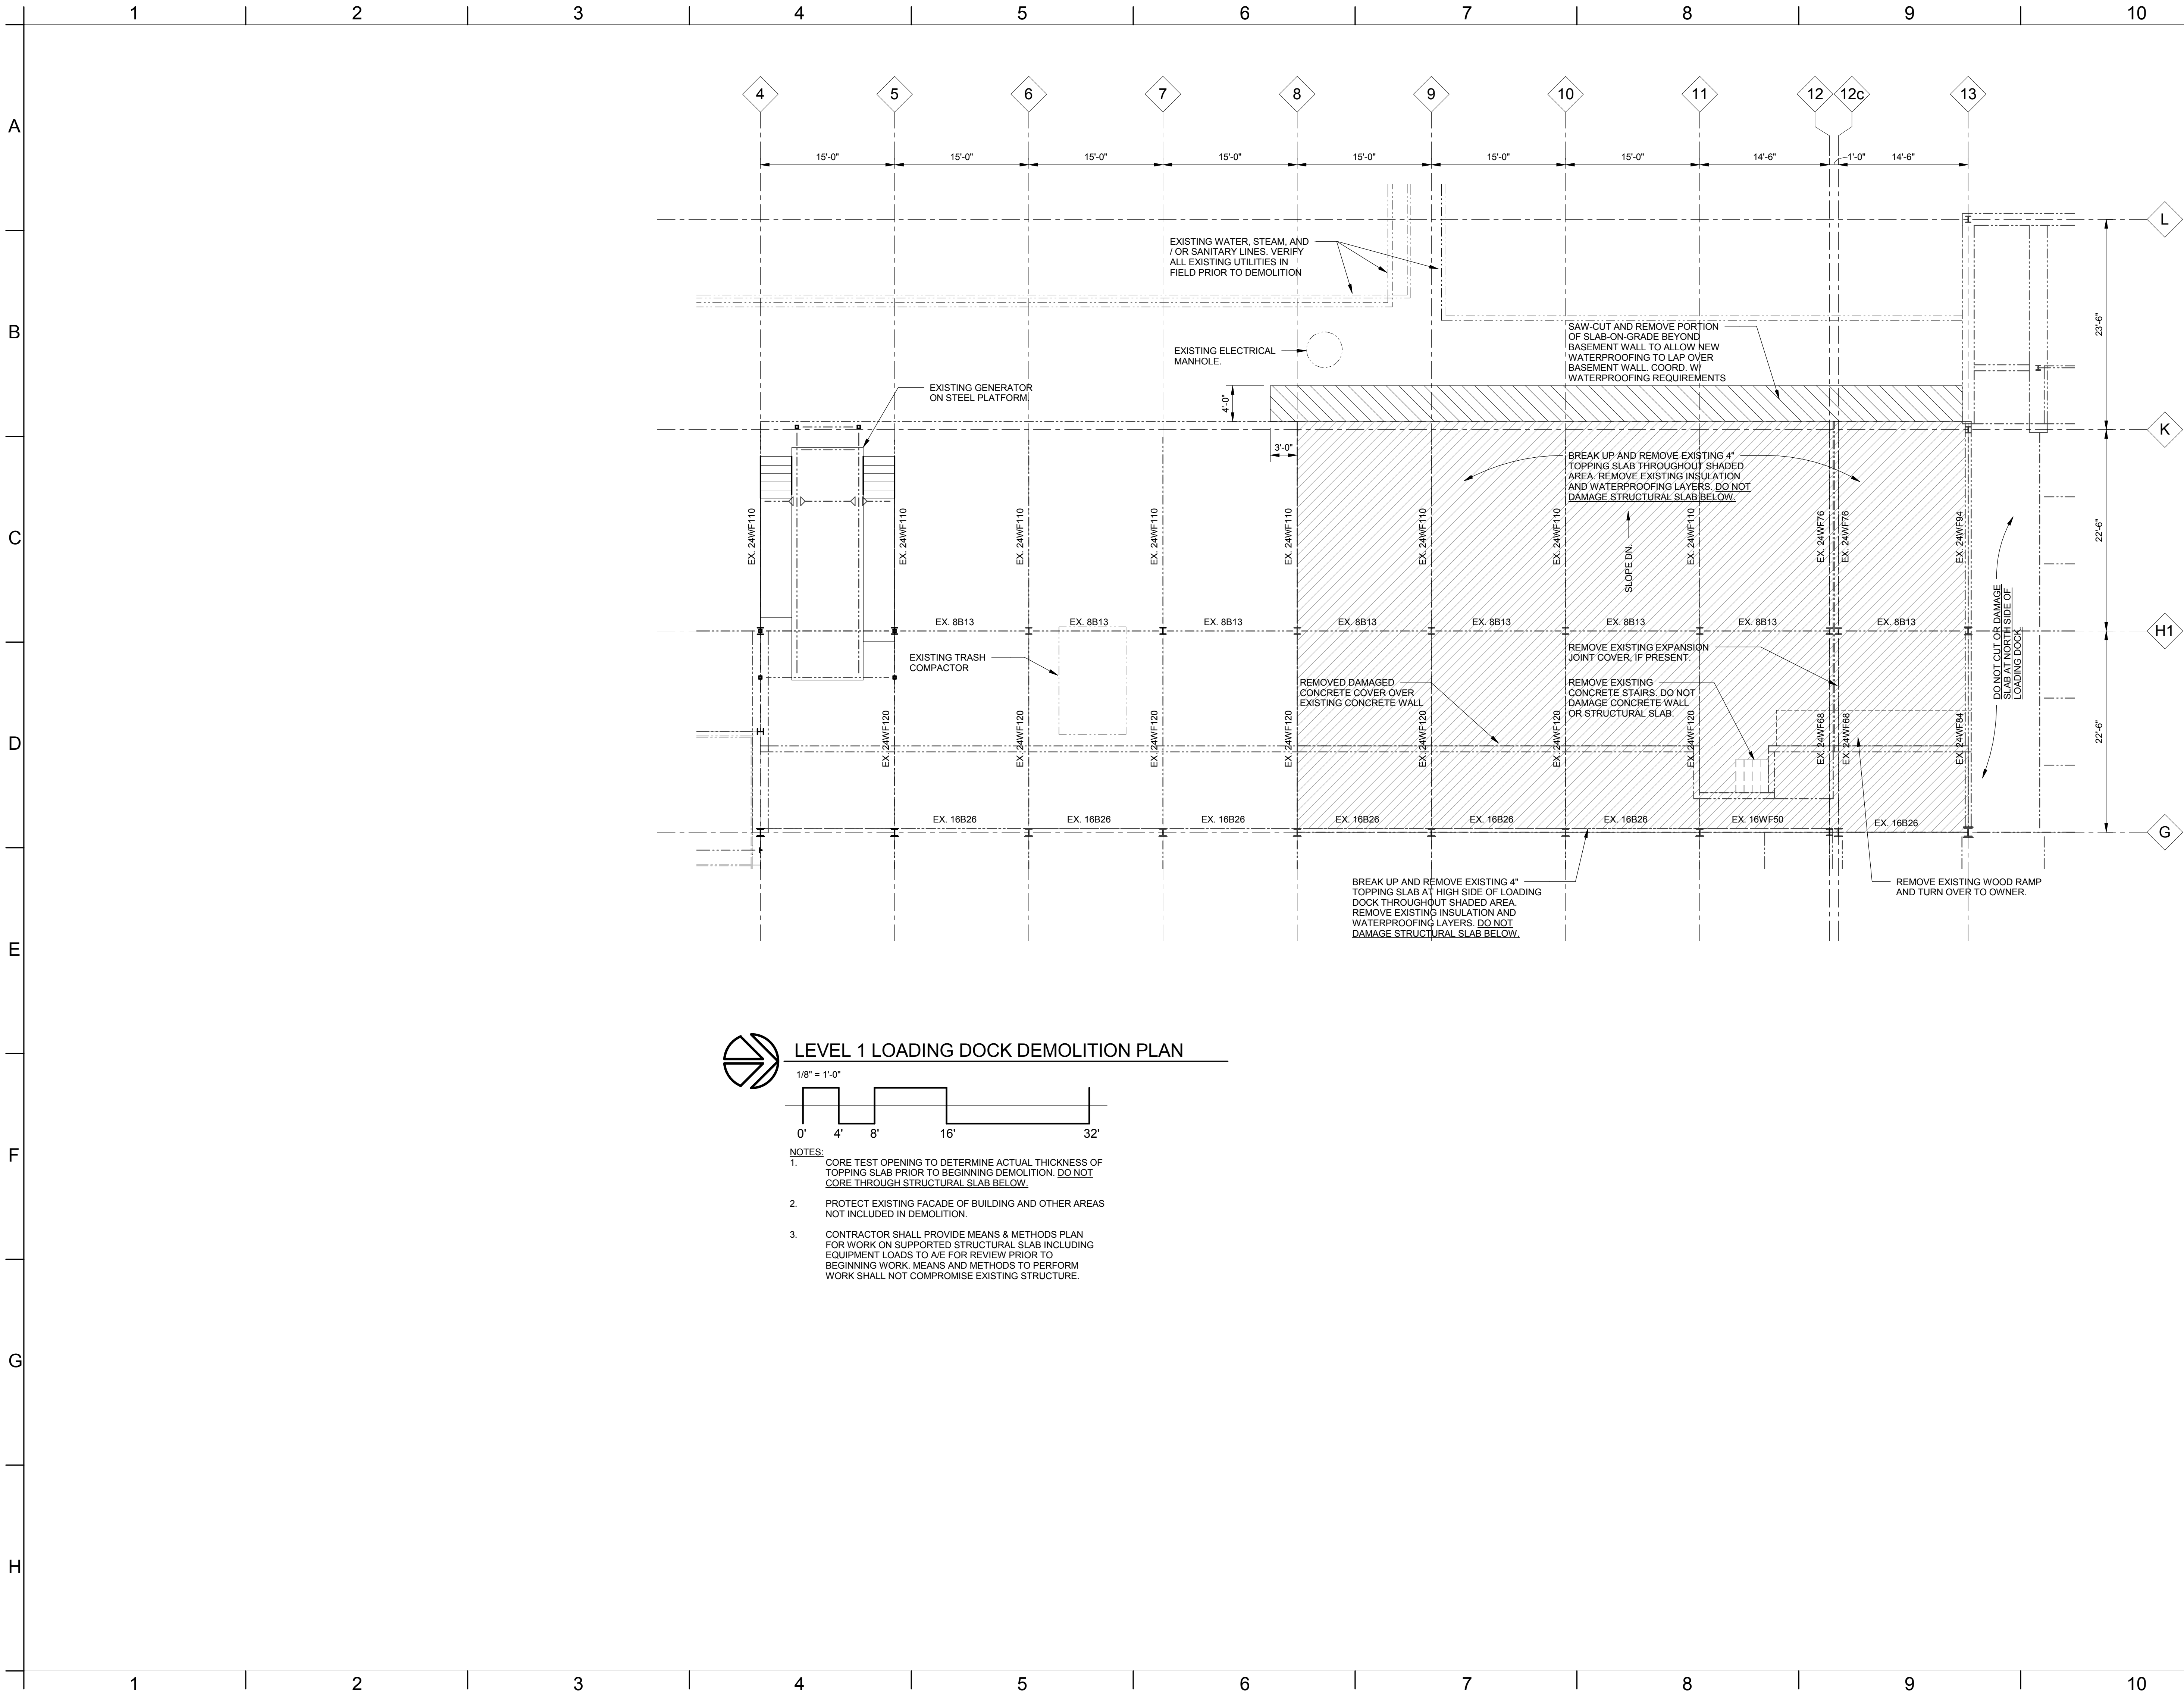 1 2 3 4 5 6 7 8 9 10
A
B
C
D
E
F
G
H
4 5 6 7 8 9 10 11 12 12c 13
15'-0" 15'-0" 15'-0" 15'-0" 15'-0" 15'-0" 15'-0" 14'-6" 1'-0" 14'-6"
L
K
H1
G
23'-6"
22'-6"
22'-6"
EXISTING WATER, STEAM, AND
/ OR SANITARY LINES. VERIFY
ALL EXISTING UTILITIES IN
FIELD PRIOR TO DEMOLITION
EXISTING ELECTRICAL
MANHOLE.
SAW-CUT AND REMOVE PORTION
OF SLAB-ON-GRADE BEYOND
BASEMENT WALL TO ALLOW NEW
WATERPROOFING TO LAP OVER
BASEMENT WALL. COORD. W/
WATERPROOFING REQUIREMENTS
EXISTING GENERATOR
ON STEEL PLATFORM.
4'-0"
3'-0"
BREAK UP AND REMOVE EXISTING 4"
TOPPING SLAB THROUGHOUT SHADED
AREA. REMOVE EXISTING INSULATION
AND WATERPROOFING LAYERS. DO NOT
DAMAGE STRUCTURAL SLAB BELOW.
EX. 24WF110
EX. 24WF110
EX. 24WF110
EX. 24WF110
EX. 24WF110
EX. 24WF110
EX. 24WF110
EX. 24WF110
EX. 24WF76
EX. 24WF76
EX. 24WF94
SLOPE DN.
DO NOT CUT OR DAMAGE
SLAB AT NORTH SIDE OF
LOADING DOCK.
EX. 8B13
EX. 8B13
EX. 8B13
EX. 8B13
EX. 8B13
EX. 8B13
EX. 8B13
EX. 8B13
EXISTING TRASH
COMPACTOR
REMOVE EXISTING EXPANSION
JOINT COVER, IF PRESENT.
REMOVED DAMAGED
CONCRETE COVER OVER
EXISTING CONCRETE WALL
REMOVE EXISTING
CONCRETE STAIRS. DO NOT
DAMAGE CONCRETE WALL
OR STRUCTURAL SLAB.
EX. 24WF120
EX. 24WF120
EX. 24WF120
EX. 24WF120
EX. 24WF120
EX. 24WF120
EX. 24WF120
EX. 24WF68
EX. 24WF68
EX. 24WF84
EX. 16B26
EX. 16B26
EX. 16B26
EX. 16B26
EX. 16B26
EX. 16B26
EX. 16WF50
EX. 16B26
BREAK UP AND REMOVE EXISTING 4"
TOPPING SLAB AT HIGH SIDE OF LOADING
DOCK THROUGHOUT SHADED AREA.
REMOVE EXISTING INSULATION AND
WATERPROOFING LAYERS. DO NOT
DAMAGE STRUCTURAL SLAB BELOW.
REMOVE EXISTING WOOD RAMP
AND TURN OVER TO OWNER.
LEVEL 1 LOADING DOCK DEMOLITION PLAN
1/8" = 1'-0"
0' 4' 8' 16' 32'
NOTES:
1. CORE TEST OPENING TO DETERMINE ACTUAL THICKNESS OF
TOPPING SLAB PRIOR TO BEGINNING DEMOLITION. DO NOT
CORE THROUGH STRUCTURAL SLAB BELOW.
2. PROTECT EXISTING FACADE OF BUILDING AND OTHER AREAS
NOT INCLUDED IN DEMOLITION.
3. CONTRACTOR SHALL PROVIDE MEANS & METHODS PLAN
FOR WORK ON SUPPORTED STRUCTURAL SLAB INCLUDING
EQUIPMENT LOADS TO A/E FOR REVIEW PRIOR TO
BEGINNING WORK. MEANS AND METHODS TO PERFORM
WORK SHALL NOT COMPROMISE EXISTING STRUCTURE.
1 2 3 4 5 6 7 8 9 10